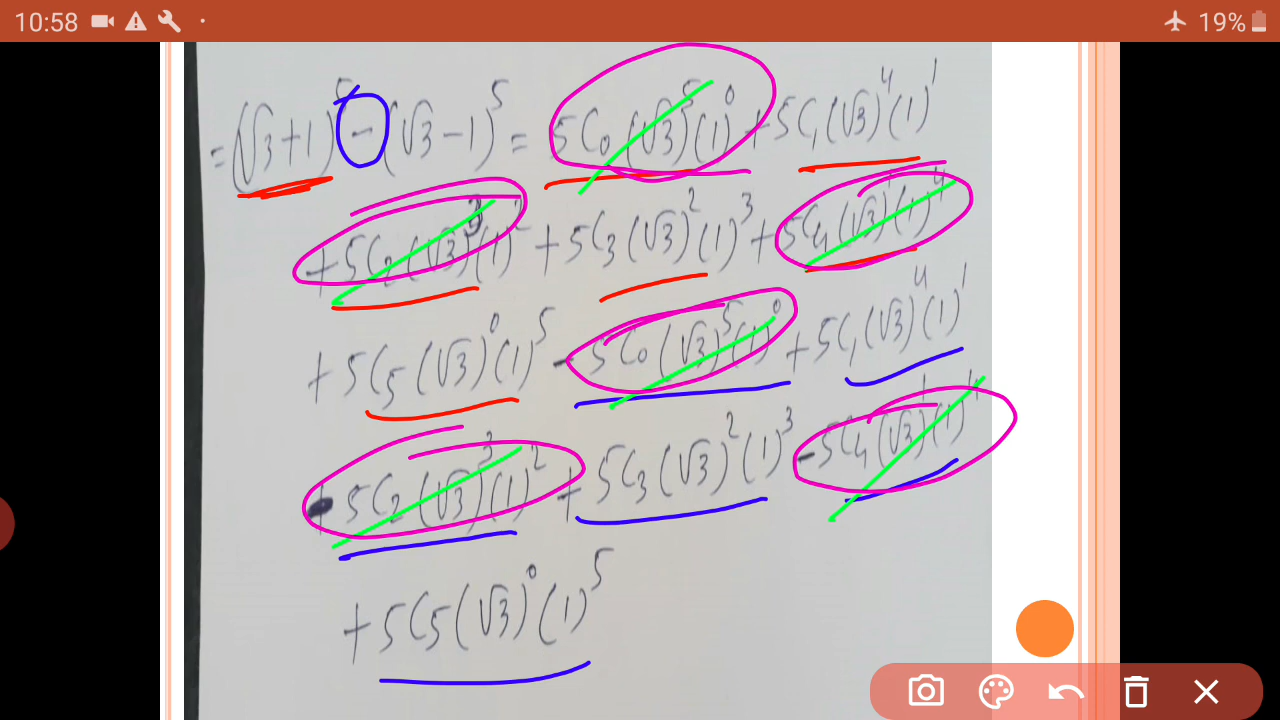 10:58 19%
= (√3+1)⁵ - (√3-1)⁵ = 5C₀(√3)⁵(1)⁰ + 5C₁(√3)⁴(1)¹
+ 5C₂(√3)³(1)² + 5C₃(√3)²(1)³ + 5C₄(√3)¹(1)⁴
+ 5C₅(√3)⁰(1)⁵ - 5C₀(√3)⁵(1)⁰ + 5C₁(√3)⁴(1)¹
- 5C₂(√3)³(1)² + 5C₃(√3)²(1)³ - 5C₄(√3)¹(1)⁴
+ 5C5(√3)⁰(1)⁵